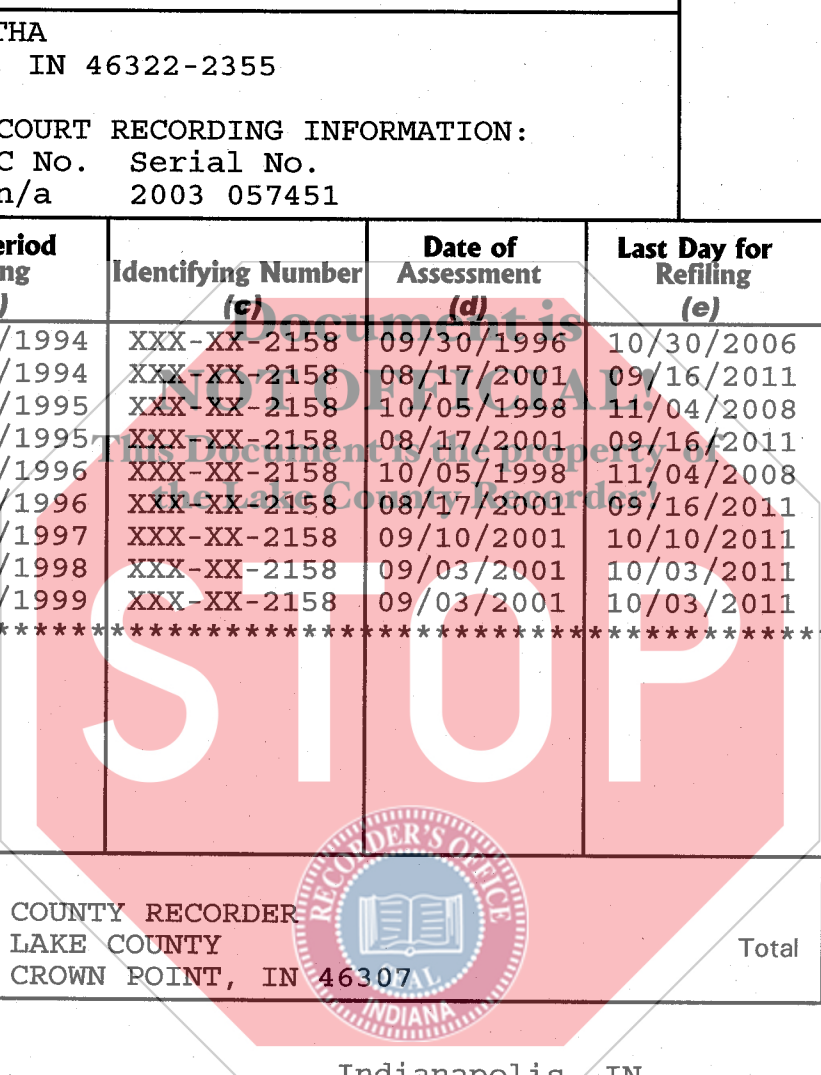 THA
IN 46322-2355
COURT RECORDING INFORMATION:
C No. Serial No.
n/a 2003 057451
eriod
ng
)
Identifying Number
(c)
Date of
Assessment
(d)
Last Day for
Refiling
(e)
/1994 XXX-XX-2158 09/30/1996 10/30/2006
/1994 XXX-XX-2158 08/17/2001 09/16/2011
/1995 XXX-XX-2158 10/05/1998 11/04/2008
/1995 XXX-XX-2158 08/17/2001 09/16/2011
/1996 XXX-XX-2158 10/05/1998 11/04/2008
/1996 XXX-XX-2158 08/17/2001 09/16/2011
/1997 XXX-XX-2158 09/10/2001 10/10/2011
/1998 XXX-XX-2158 09/03/2001 10/03/2011
/1999 XXX-XX-2158 09/03/2001 10/03/2011
****************************************
Document is
NOT OFFICIAL!
This Document is the property of
the Lake County Recorder!
STOP
RECORDER'S OFFICE
SEAL
INDIANA
COUNTY RECORDER
LAKE COUNTY
CROWN POINT, IN 46307
Total
Indianapolis, IN